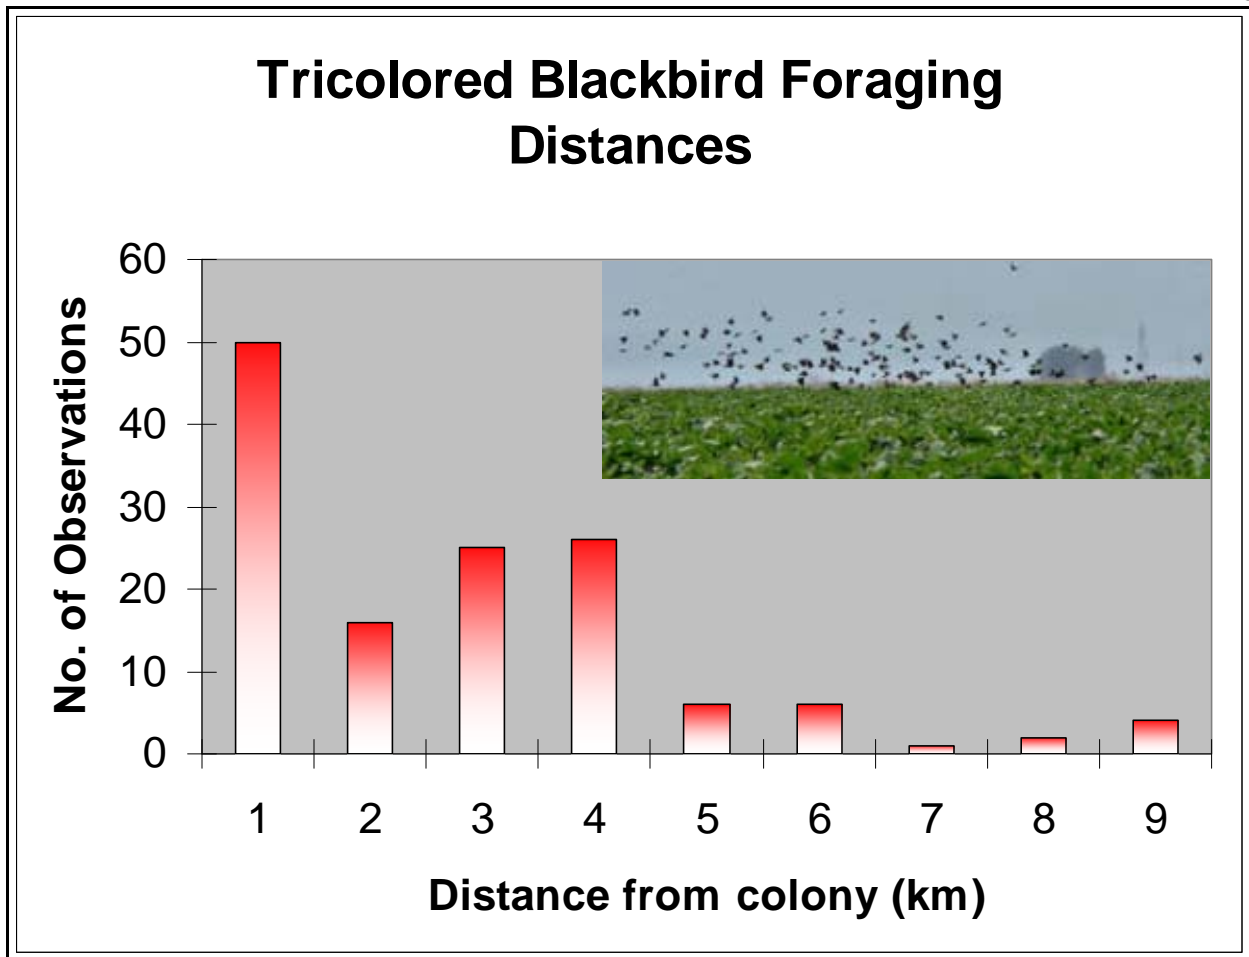 Tricolored Blackbird Foraging
Distances
60
50
40
30
20
10
0
No. of Observations
1 2 3 4 5 6 7 8 9
Distance from colony (km)